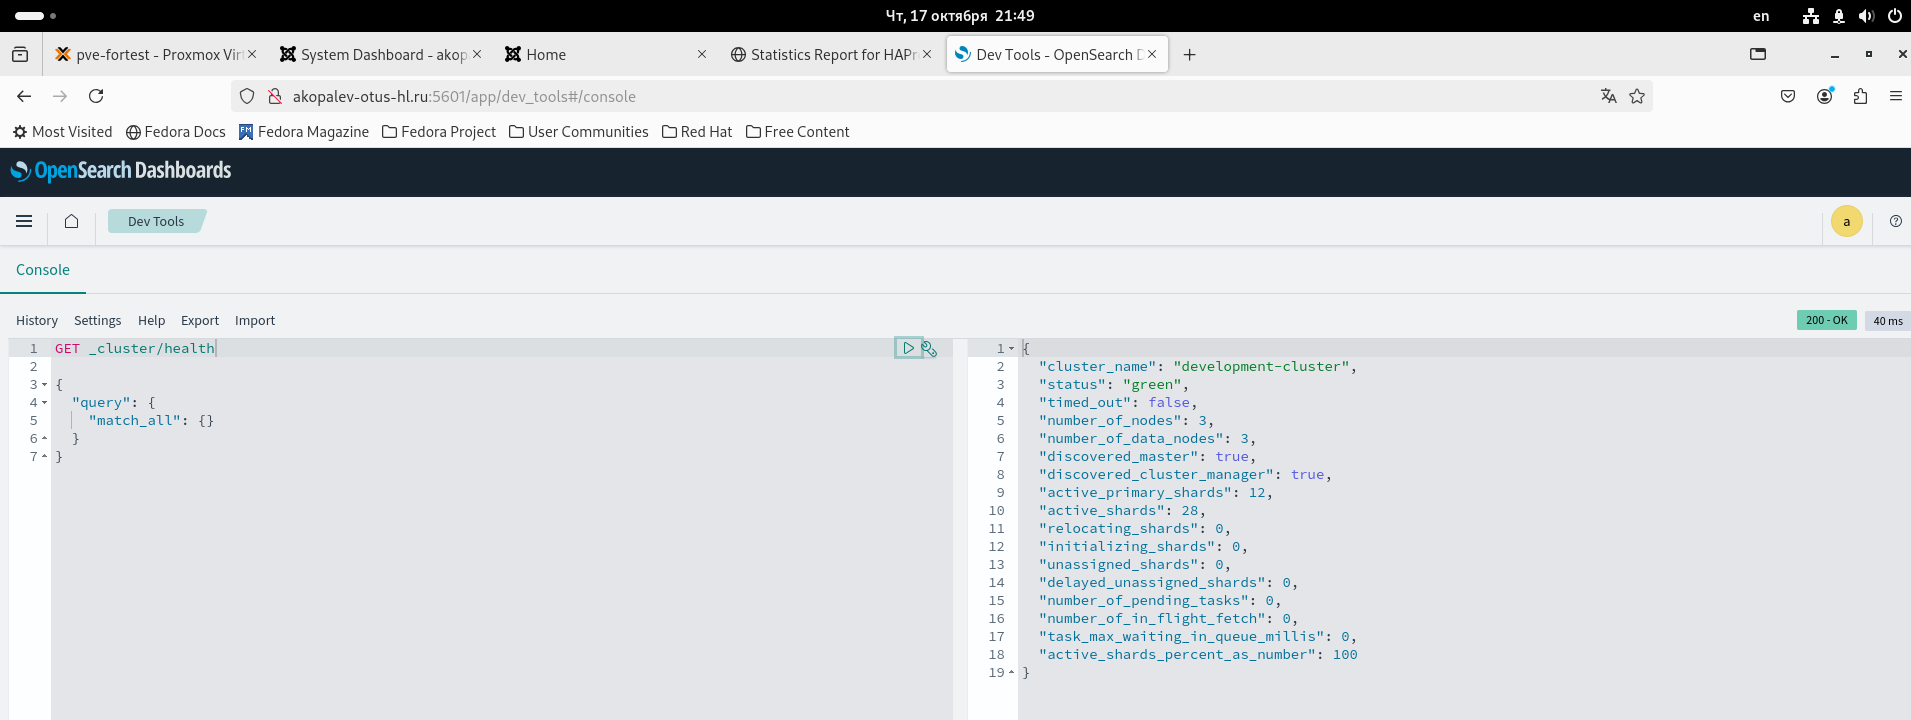 Чт, 17 октября 21:49
en
pve-fortest - Proxmox Vir
System Dashboard - akop
Home
Statistics Report for HAPr
Dev Tools - OpenSearch D
akopalev-otus-hl.ru:5601/app/dev_tools#/console
Most Visited
Fedora Docs
Fedora Magazine
Fedora Project
User Communities
Red Hat
Free Content
OpenSearch Dashboards
Dev Tools
a
Console
History
Settings
Help
Export
Import
200 - OK
40 ms
1 GET _cluster/health
2
3 {
4 "query": {
5 "match_all": {}
6 }
7 }
1 {
2 "cluster_name": "development-cluster",
3 "status": "green",
4 "timed_out": false,
5 "number_of_nodes": 3,
6 "number_of_data_nodes": 3,
7 "discovered_master": true,
8 "discovered_cluster_manager": true,
9 "active_primary_shards": 12,
10 "active_shards": 28,
11 "relocating_shards": 0,
12 "initializing_shards": 0,
13 "unassigned_shards": 0,
14 "delayed_unassigned_shards": 0,
15 "number_of_pending_tasks": 0,
16 "number_of_in_flight_fetch": 0,
17 "task_max_waiting_in_queue_millis": 0,
18 "active_shards_percent_as_number": 100
19 }